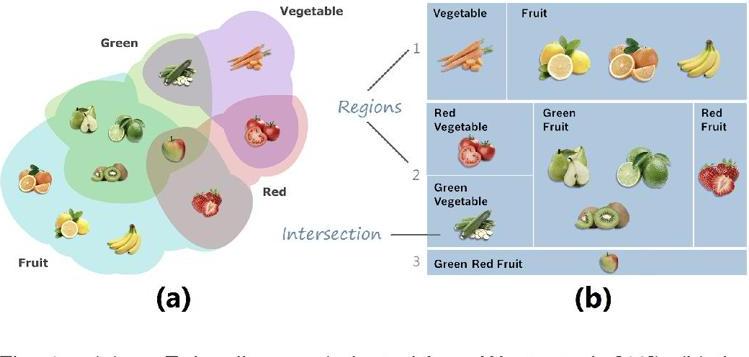 Vegetable
Green
Red
Fruit
(a)
Regions
Intersection
1
2
3
Vegetable
Fruit
Red
Vegetable
Green
Fruit
Red
Fruit
Green
Vegetable
Green Red Fruit
(b)